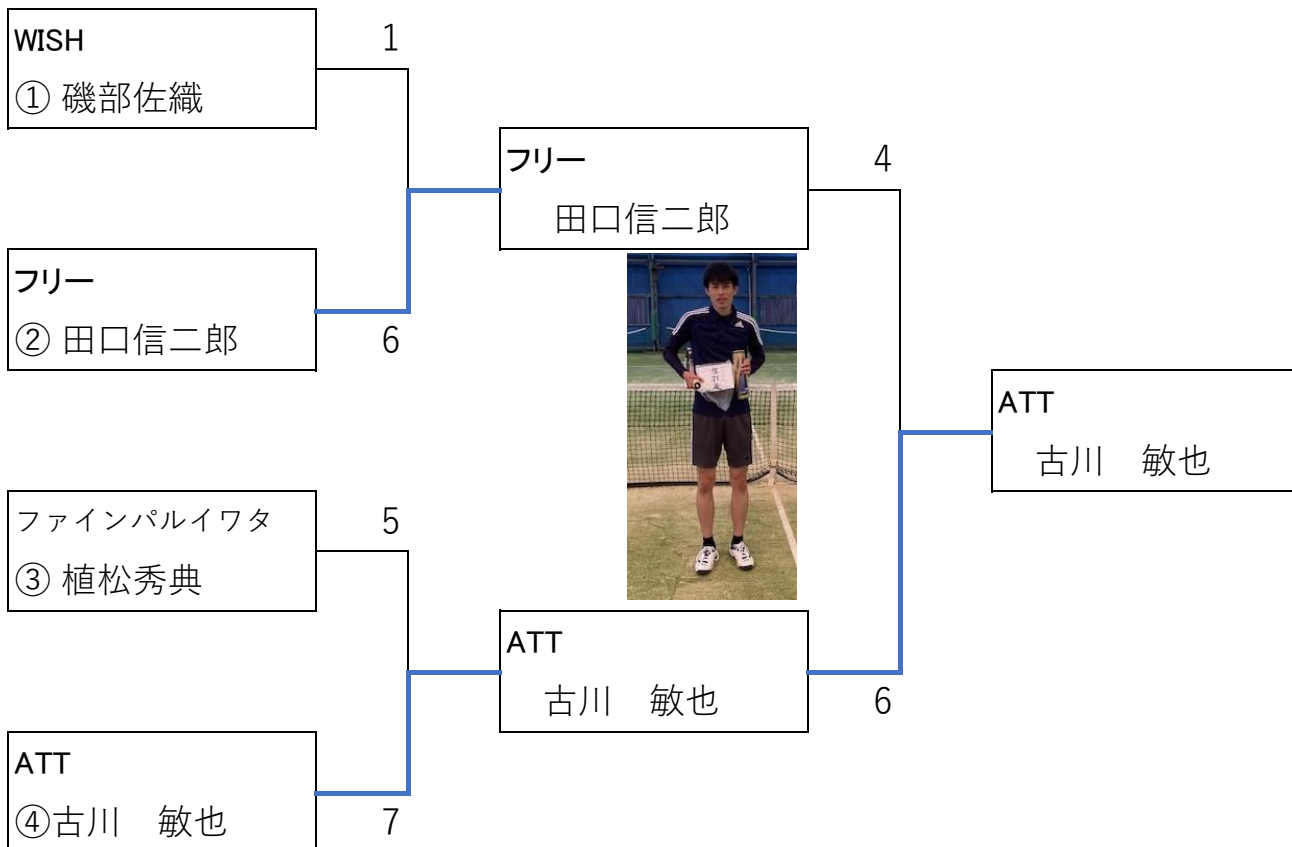 WISH
① 磯部佐織
1
フリー
② 田口信二郎
6
ファインパルイワタ
③ 植松秀典
5
ATT
④古川　敏也
7
フリー
田口信二郎
4
ATT
古川　敏也
6
ATT
古川　敏也